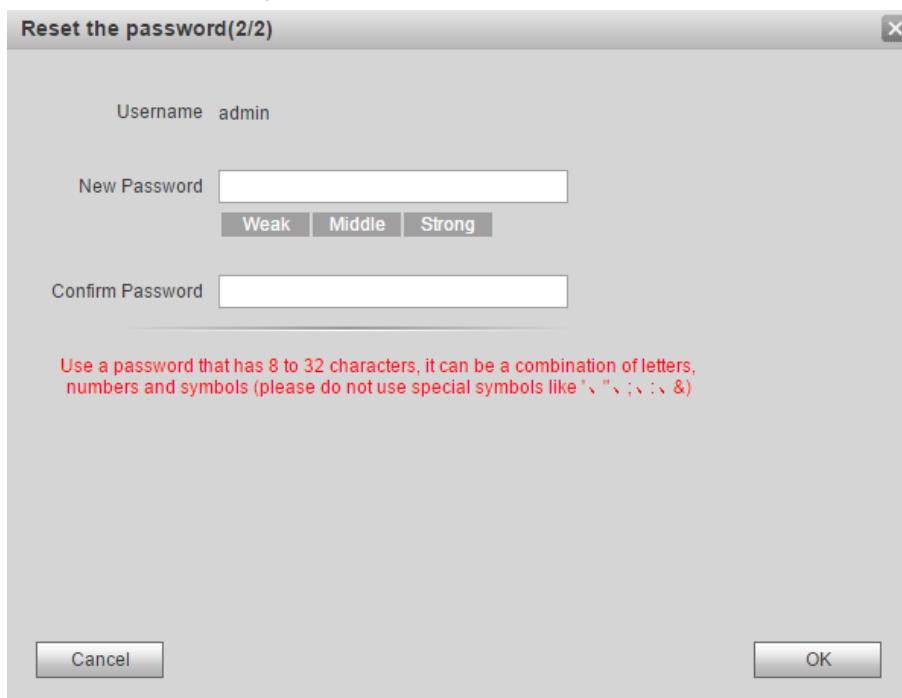 Reset the password(2/2)
Username admin
New Password
Weak Middle Strong
Confirm Password
Use a password that has 8 to 32 characters, it can be a combination of letters,
numbers and symbols (please do not use special symbols like '、"、;、:、&)
Cancel OK